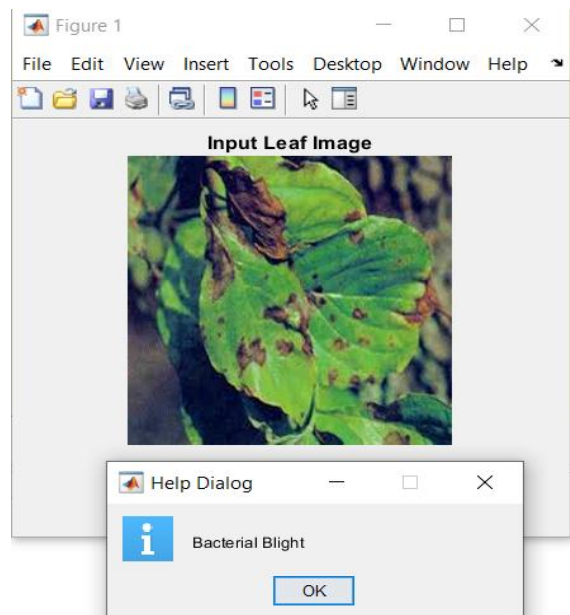 Figure 1
File Edit View Insert Tools Desktop Window Help
Input Leaf Image
Help Dialog
i
Bacterial Blight
OK